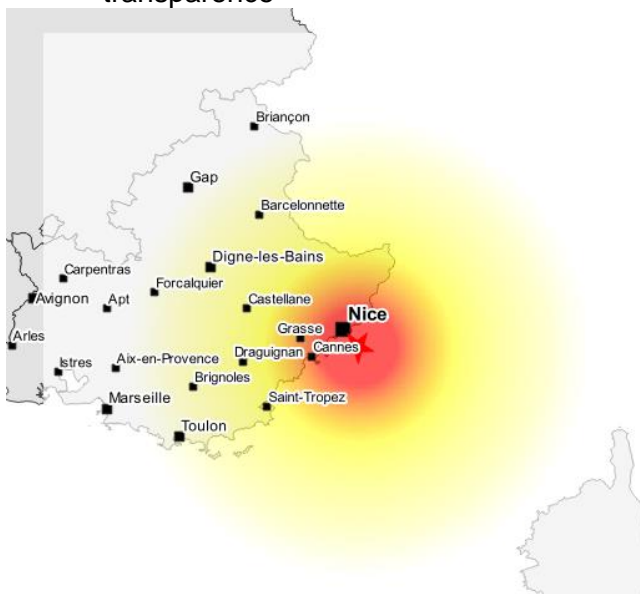 transparence
Briançon
Gap
Barcelonnette
Digne-les-Bains
Carpentras
Forcalquier
Avignon
Apt
Castellane
Nice
Grasse
Arles
Cannes
Draguignan
Istres
Aix-en-Provence
Brignoles
Saint-Tropez
Marseille
Toulon